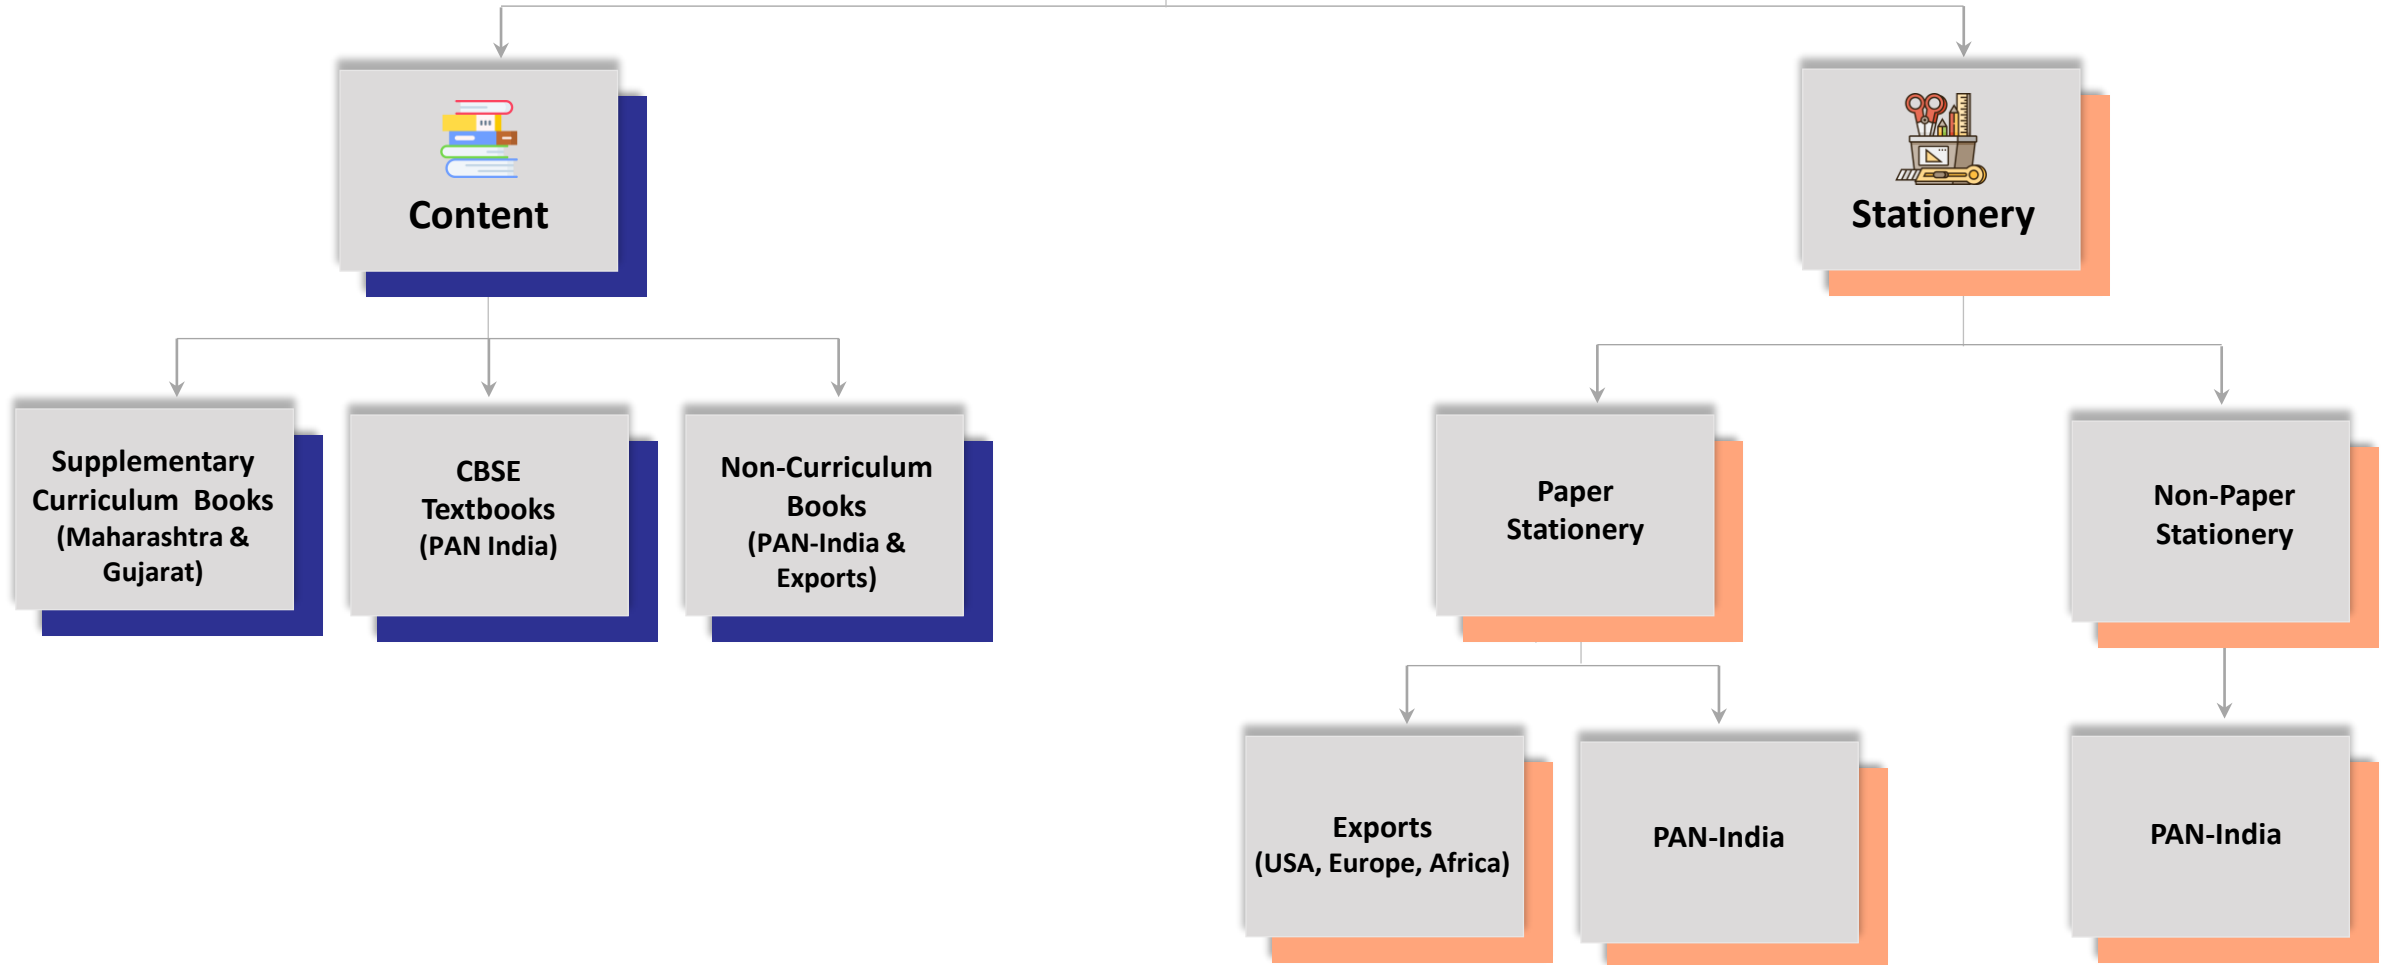 Content
Stationery
Supplementary
Curriculum Books
(Maharashtra &
Gujarat)
CBSE
Textbooks
(PAN India)
Non-Curriculum
Books
(PAN-India &
Exports)
Paper
Stationery
Non-Paper
Stationery
Exports
(USA, Europe, Africa)
PAN-India
PAN-India